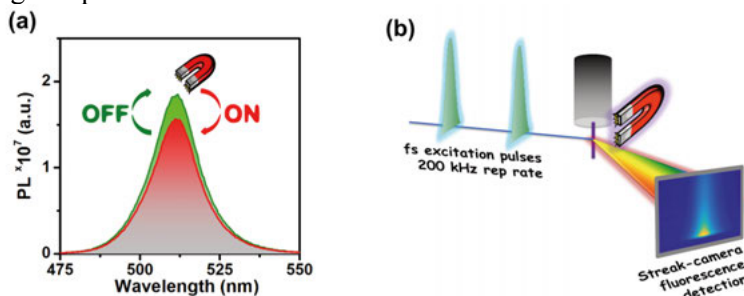 (a)
PL x10⁷ (a.u.)
2
1
0
OFF
ON
475
500
525
550
Wavelength (nm)
(b)
fs excitation pulses
200 kHz rep rate
Streak-camera
fluorescence
detection